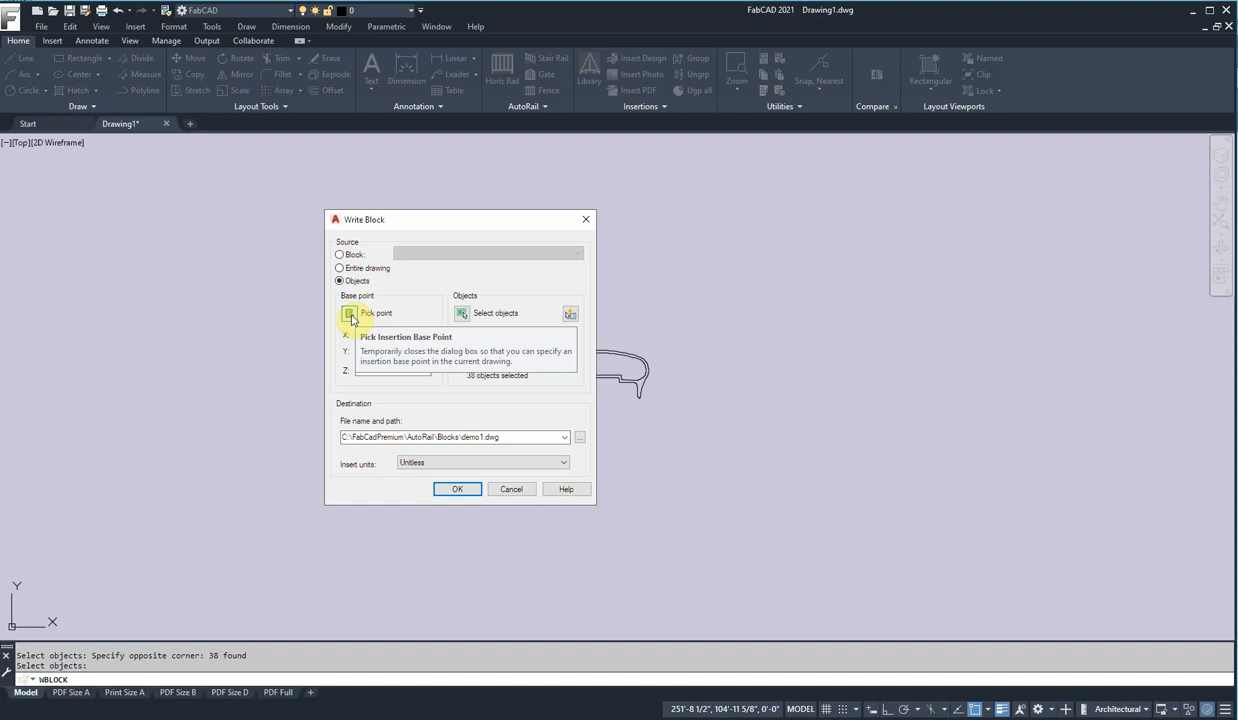 FabCAD 0 FabCAD 2021 Drawing1.dwg
File Edit View Insert Format Tools Draw Dimension Modify Parametric Window Help
Home Insert Annotate View Manage Output Collaborate
Line Rectangle Divide Move Rotate Trim Erase Linear Stair Rail Insert Design Group Named
Arc Center Measure Copy Mirror Fillet Explode Text Dimension Leader Horiz Rail Gate Library Insert Photo Ungrp Zoom Snap, Nearest Rectangular Clip
Circle Hatch Polyline Stretch Scale Array Offset Table Fence Insert PDF Ugp all Lock
Draw Layout Tools Annotation AutoRail Insertions Utilities Compare Layout Viewports
Start Drawing1*
[−][Top][2D Wireframe]
Write Block
Source
Block:
Entire drawing
Objects
Base point Objects
Pick point Select objects
X:
Pick Insertion Base Point
Y: Temporarily closes the dialog box so that you can specify an
insertion base point in the current drawing.
Z: 38 objects selected
Destination
File name and path:
C:\FabCadPremium\AutoRail\Blocks\demo1.dwg ...
Insert units: Unitless
OK Cancel Help
Y
X
Select objects: Specify opposite corner: 38 found
Select objects:
WBLOCK
Model PDF Size A Print Size A PDF Size B PDF Size D PDF Full
251'-8 1/2", 104'-11 5/8", 0'-0" MODEL Architectural